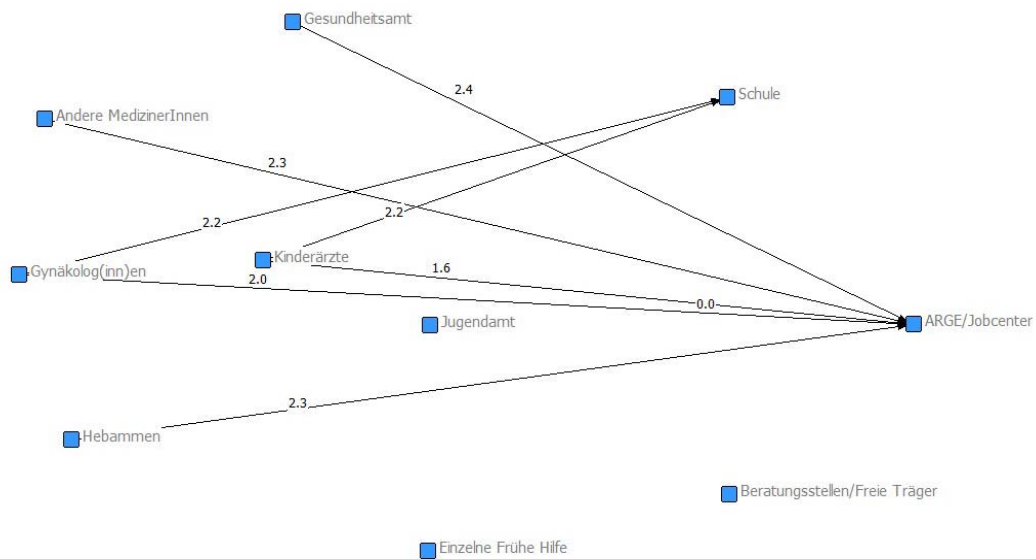 Gesundheitsamt
2.4
Schule
Andere MedizinerInnen
2.3
2.2
2.2
Kinderärzte
Gynäkolog(inn)en
1.6
2.0
0.0
Jugendamt
ARGE/Jobcenter
2.3
Hebammen
Beratungsstellen/Freie Träger
Einzelne Frühe Hilfe